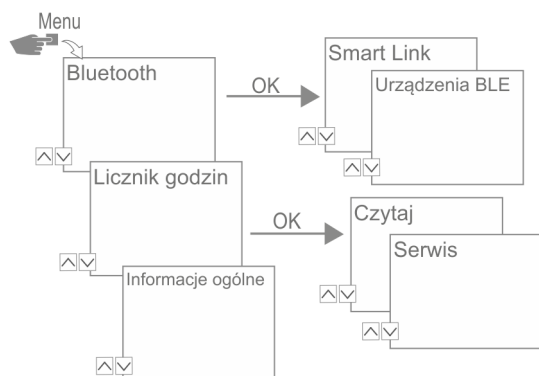 Menu
Bluetooth
OK
Smart Link
Urządzenia BLE
Licznik godzin
OK
Czytaj
Serwis
Informacje ogólne